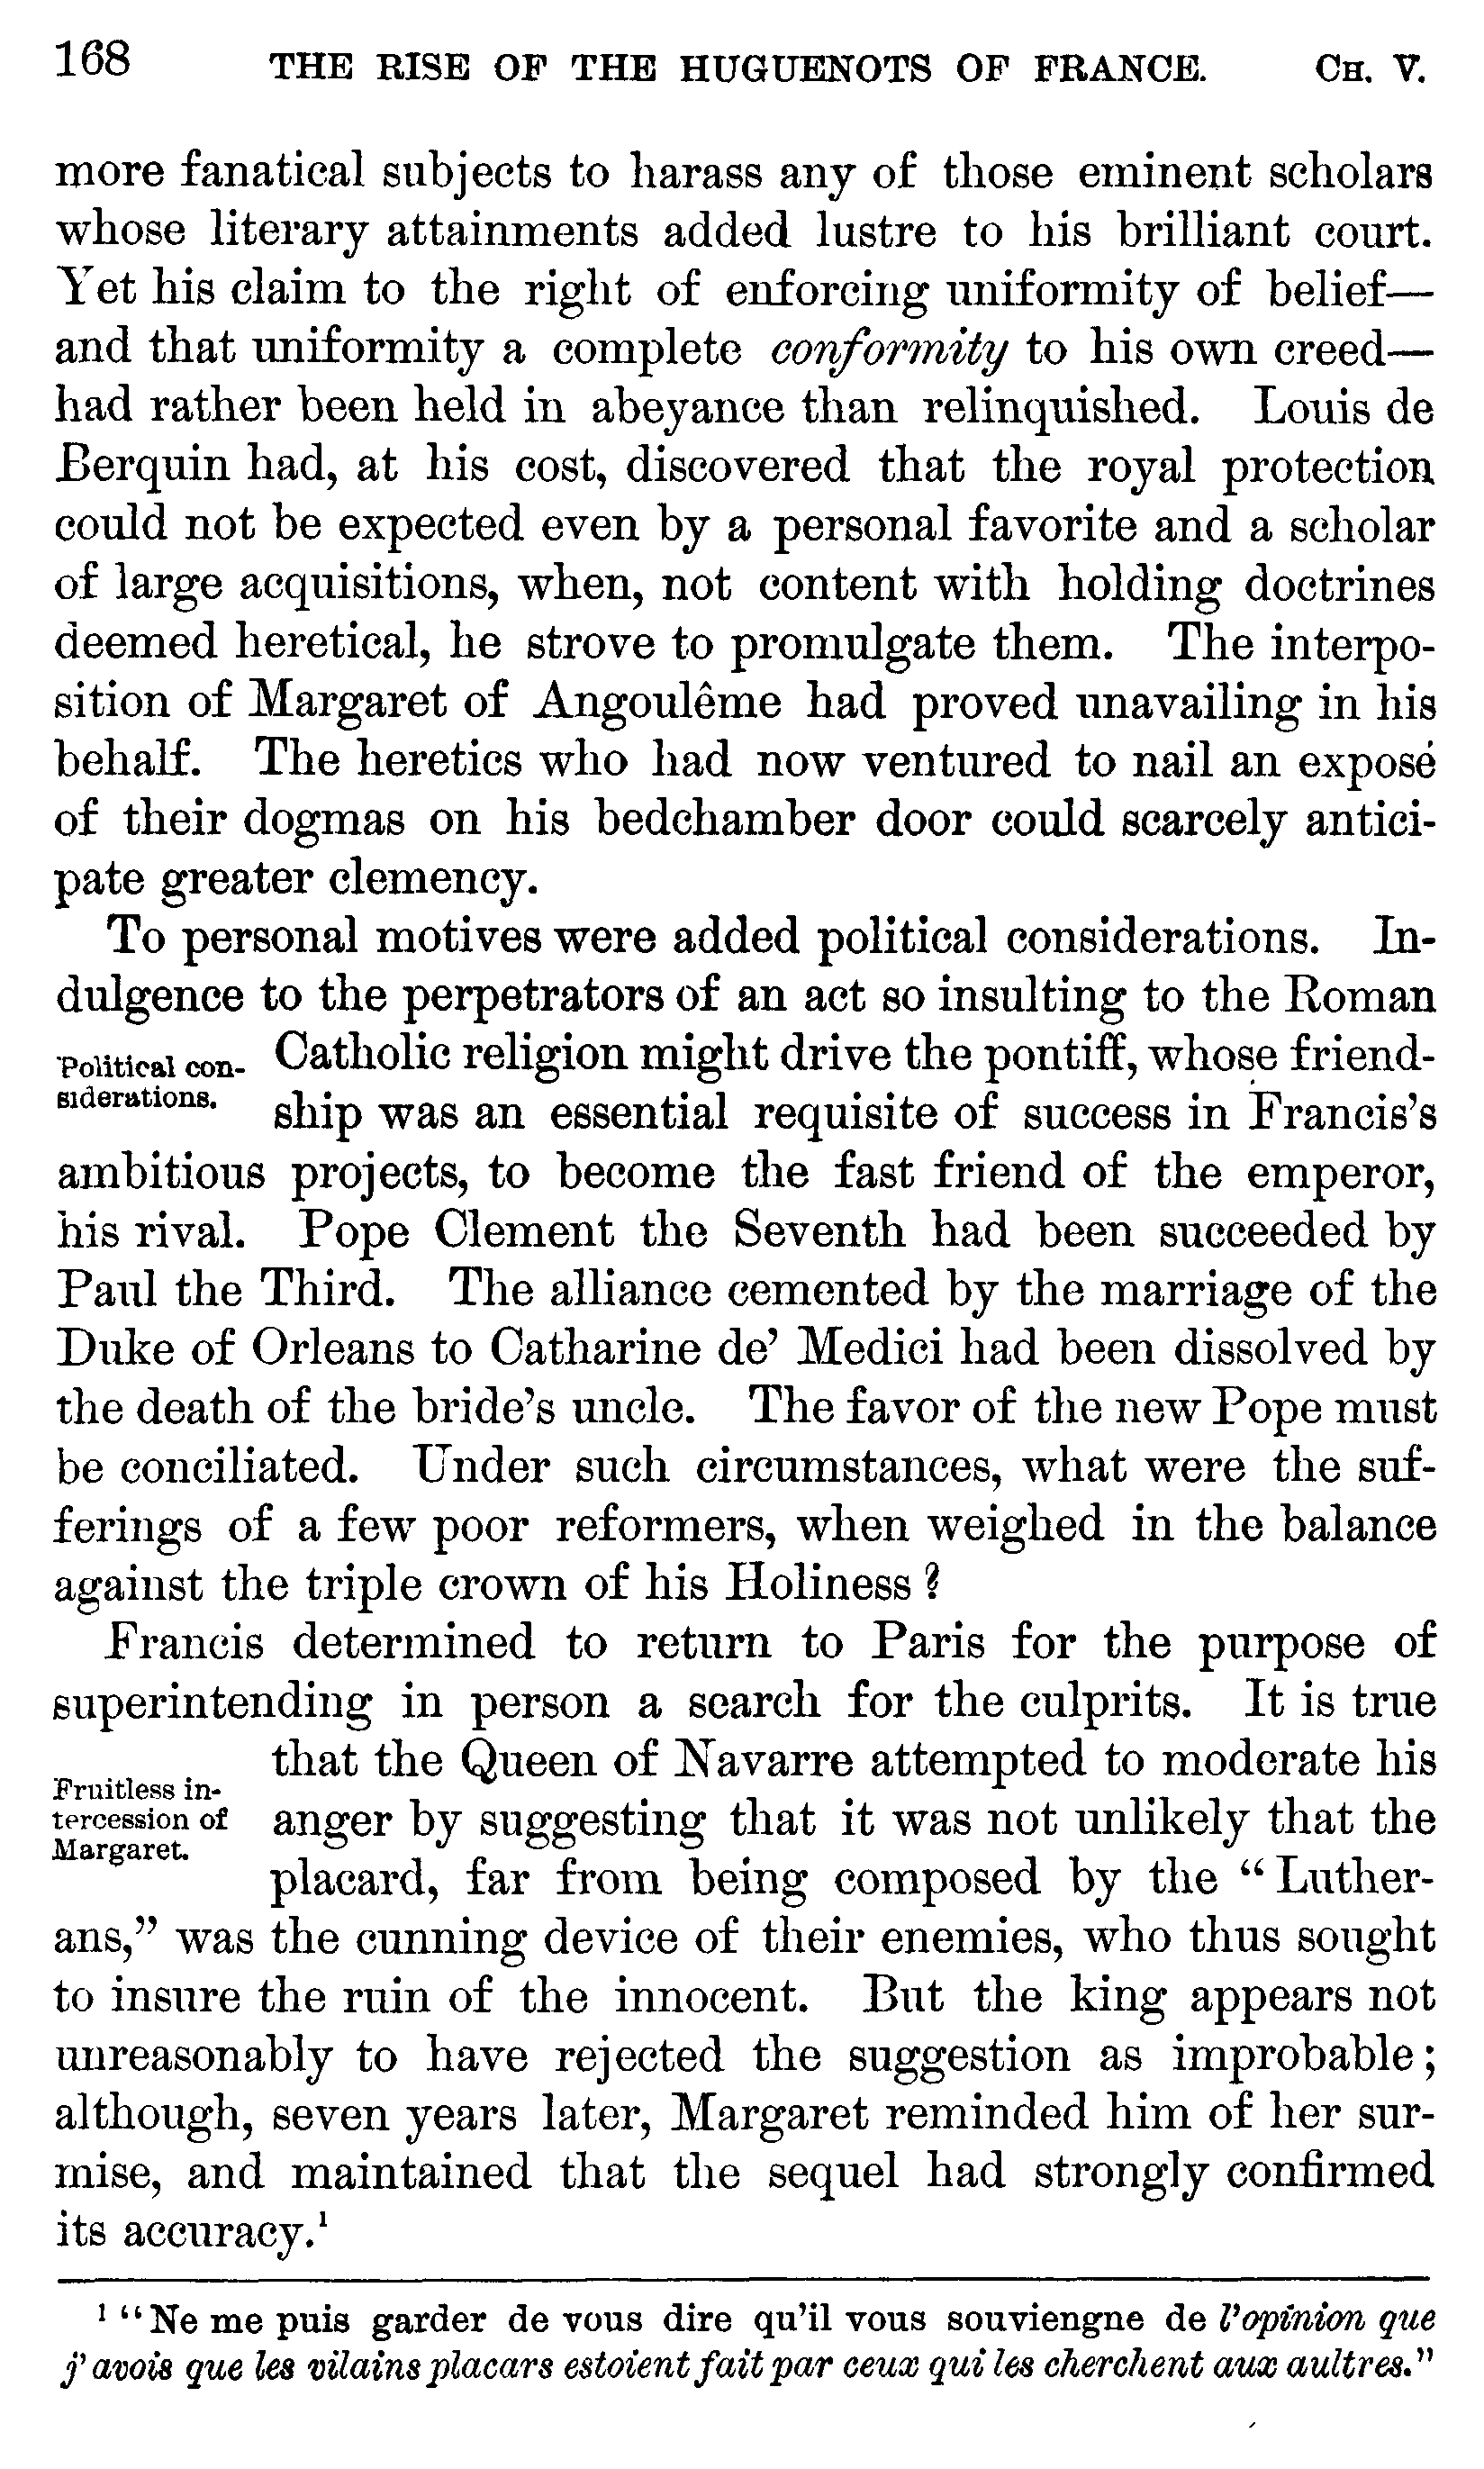 168 THE RISE OF THE HUGUENOTS OF FRANCE. CH. V.
more fanatical subjects to harass any of those eminent scholars
whose literary attainments added lustre to his brilliant court.
Yet his claim to the right of enforcing uniformity of belief—
and that uniformity a complete conformity to his own creed—
had rather been held in abeyance than relinquished. Louis de
Berquin had, at his cost, discovered that the royal protection
could not be expected even by a personal favorite and a scholar
of large acquisitions, when, not content with holding doctrines
deemed heretical, he strove to promulgate them. The interpo-
sition of Margaret of Angoulême had proved unavailing in his
behalf. The heretics who had now ventured to nail an exposé
of their dogmas on his bedchamber door could scarcely antici-
pate greater clemency.
To personal motives were added political considerations. In-
dulgence to the perpetrators of an act so insulting to the Roman
Political con-
siderations.
Catholic religion might drive the pontiff, whose friend-
ship was an essential requisite of success in Francis's
ambitious projects, to become the fast friend of the emperor,
his rival. Pope Clement the Seventh had been succeeded by
Paul the Third. The alliance cemented by the marriage of the
Duke of Orleans to Catharine de' Medici had been dissolved by
the death of the bride's uncle. The favor of the new Pope must
be conciliated. Under such circumstances, what were the suf-
ferings of a few poor reformers, when weighed in the balance
against the triple crown of his Holiness?
Francis determined to return to Paris for the purpose of
superintending in person a search for the culprits. It is true
Fruitless in-
tercession of
Margaret.
that the Queen of Navarre attempted to moderate his
anger by suggesting that it was not unlikely that the
placard, far from being composed by the "Luther-
ans," was the cunning device of their enemies, who thus sought
to insure the ruin of the innocent. But the king appears not
unreasonably to have rejected the suggestion as improbable;
although, seven years later, Margaret reminded him of her sur-
mise, and maintained that the sequel had strongly confirmed
its accuracy.¹
¹ "Ne me puis garder de vous dire qu'il vous souviengne de l'opinion que
j'avois que les vilains placars estoient fait par ceux qui les cherchent aux aultres."